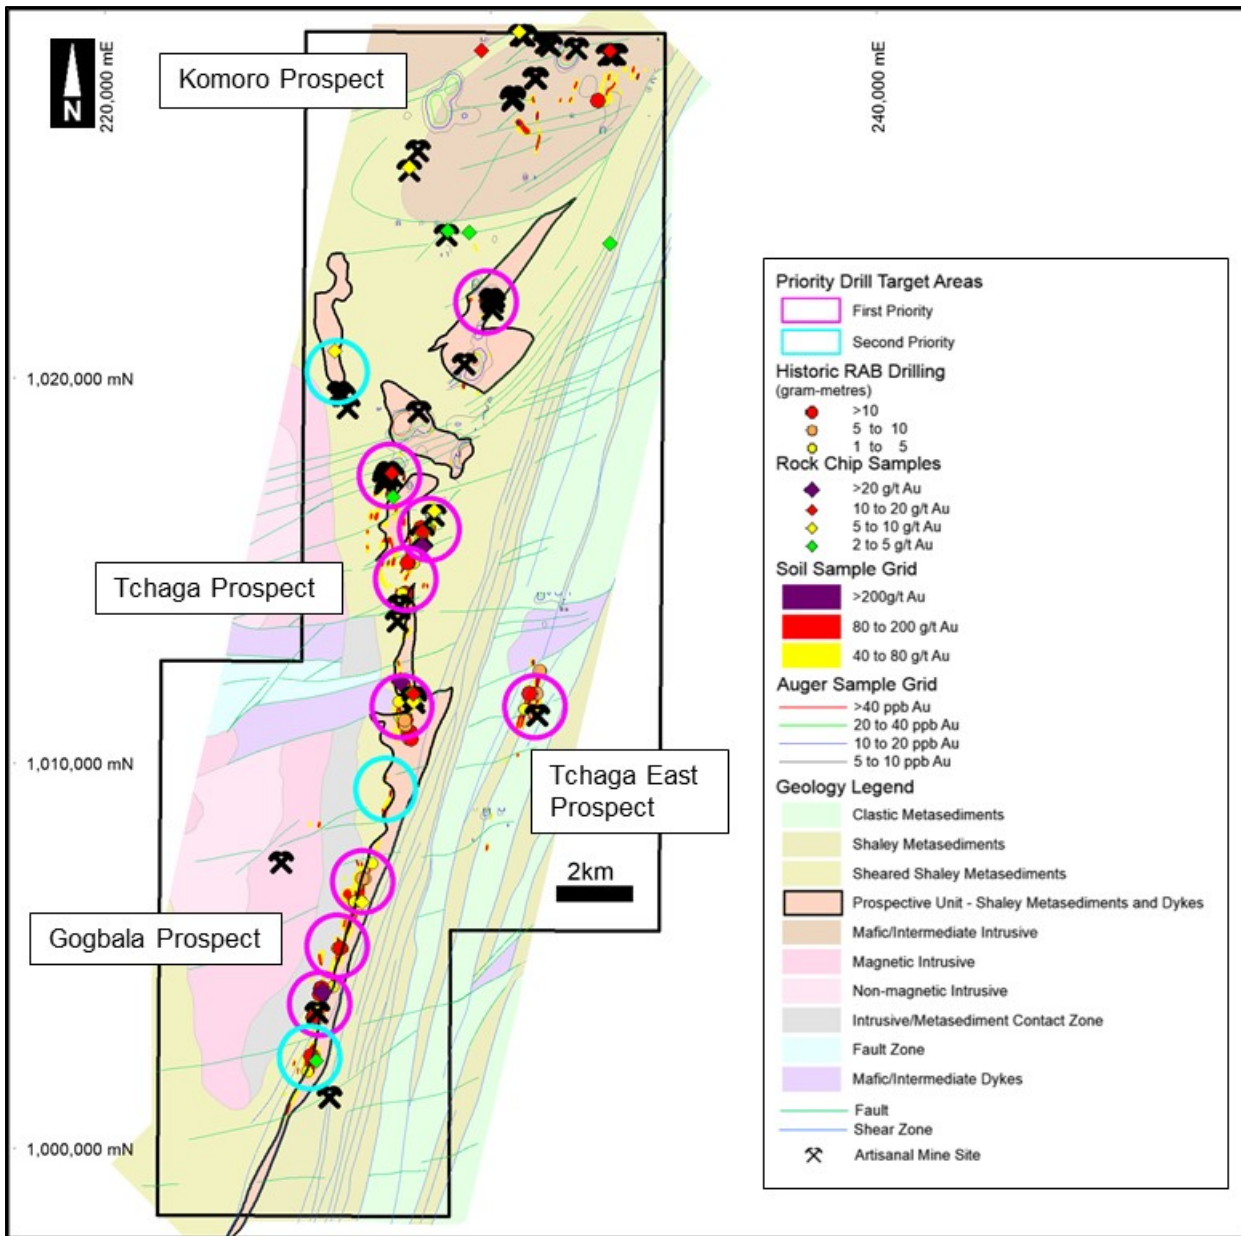 N
220,000 mE
240,000 mE
Komoro Prospect
1,020,000 mN
Tchaga Prospect
1,010,000 mN
Tchaga East
Prospect
2km
Gogbala Prospect
1,000,000 mN
Priority Drill Target Areas
First Priority
Second Priority
Historic RAB Drilling
(gram-metres)
>10
5 to 10
1 to 5
Rock Chip Samples
>20 g/t Au
10 to 20 g/t Au
5 to 10 g/t Au
2 to 5 g/t Au
Soil Sample Grid
>200g/t Au
80 to 200 g/t Au
40 to 80 g/t Au
Auger Sample Grid
>40 ppb Au
20 to 40 ppb Au
10 to 20 ppb Au
5 to 10 ppb Au
Geology Legend
Clastic Metasediments
Shaley Metasediments
Sheared Shaley Metasediments
Prospective Unit - Shaley Metasediments and Dykes
Mafic/Intermediate Intrusive
Magnetic Intrusive
Non-magnetic Intrusive
Intrusive/Metasediment Contact Zone
Fault Zone
Mafic/Intermediate Dykes
Fault
Shear Zone
Artisanal Mine Site